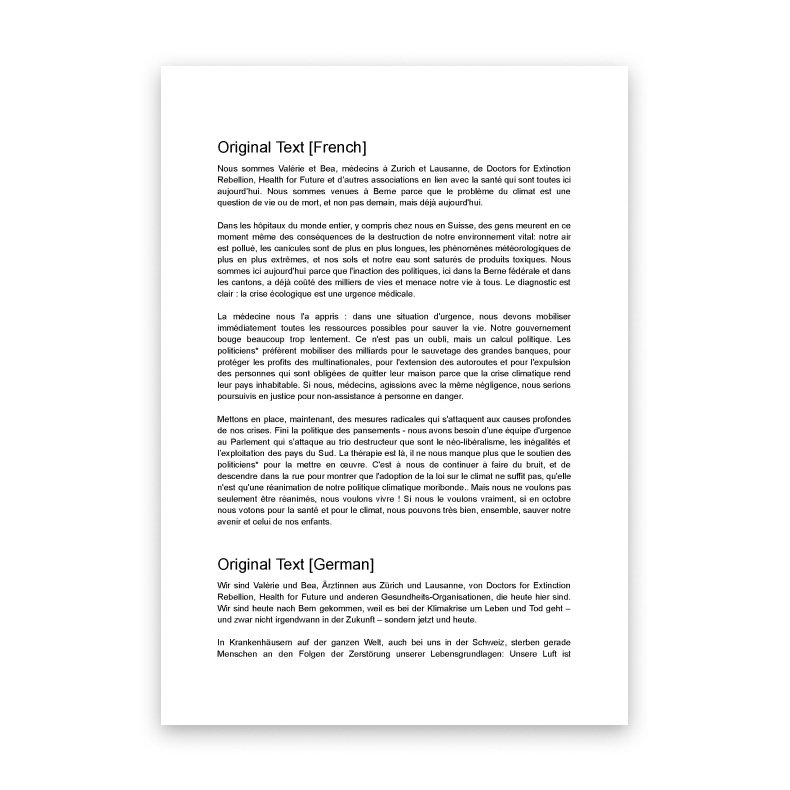 Original Text [French]
Nous sommes Valérie et Bea, médecins à Zurich et Lausanne, de Doctors for Extinction
Rebellion, Health for Future et d'autres associations en lien avec la santé qui sont toutes ici
aujourd'hui. Nous sommes venues à Berne parce que le problème du climat est une
question de vie ou de mort, et non pas demain, mais déjà aujourd'hui.
Dans les hôpitaux du monde entier, y compris chez nous en Suisse, des gens meurent en ce
moment même des conséquences de la destruction de notre environnement vital: notre air
est pollué, les canicules sont de plus en plus longues, les phénomènes météorologiques de
plus en plus extrêmes, et nos sols et notre eau sont saturés de produits toxiques. Nous
sommes ici aujourd'hui parce que l'inaction des politiques, ici dans la Berne fédérale et dans
les cantons, a déjà coûté des milliers de vies et menace notre vie à tous. Le diagnostic est
clair : la crise écologique est une urgence médicale.
La médecine nous l'a appris : dans une situation d'urgence, nous devons mobiliser
immédiatement toutes les ressources possibles pour sauver la vie. Notre gouvernement
bouge beaucoup trop lentement. Ce n'est pas un oubli, mais un calcul politique. Les
politiciens* préfèrent mobiliser des milliards pour le sauvetage des grandes banques, pour
protéger les profits des multinationales, pour l'extension des autoroutes et pour l'expulsion
des personnes qui sont obligées de quitter leur maison parce que la crise climatique rend
leur pays inhabitable. Si nous, médecins, agissions avec la même négligence, nous serions
poursuivis en justice pour non-assistance à personne en danger.
Mettons en place, maintenant, des mesures radicales qui s'attaquent aux causes profondes
de nos crises. Fini la politique des pansements - nous avons besoin d'une équipe d'urgence
au Parlement qui s'attaque au trio destructeur que sont le néo-libéralisme, les inégalités et
l'exploitation des pays du Sud. La thérapie est là, il ne nous manque plus que le soutien des
politiciens* pour la mettre en œuvre. C'est à nous de continuer à faire du bruit, et de
descendre dans la rue pour montrer que l'adoption de la loi sur le climat ne suffit pas, qu'elle
n'est qu'une réanimation de notre politique climatique moribonde.. Mais nous ne voulons pas
seulement être réanimés, nous voulons vivre ! Si nous le voulons vraiment, si en octobre
nous votons pour la santé et pour le climat, nous pouvons très bien, ensemble, sauver notre
avenir et celui de nos enfants.
Original Text [German]
Wir sind Valérie und Bea, Ärztinnen aus Zürich und Lausanne, von Doctors for Extinction
Rebellion, Health for Future und anderen Gesundheits-Organisationen, die heute hier sind.
Wir sind heute nach Bern gekommen, weil es bei der Klimakrise um Leben und Tod geht –
und zwar nicht irgendwann in der Zukunft – sondern jetzt und heute.
In Krankenhäusern auf der ganzen Welt, auch bei uns in der Schweiz, sterben gerade
Menschen an den Folgen der Zerstörung unserer Lebensgrundlagen: Unsere Luft ist